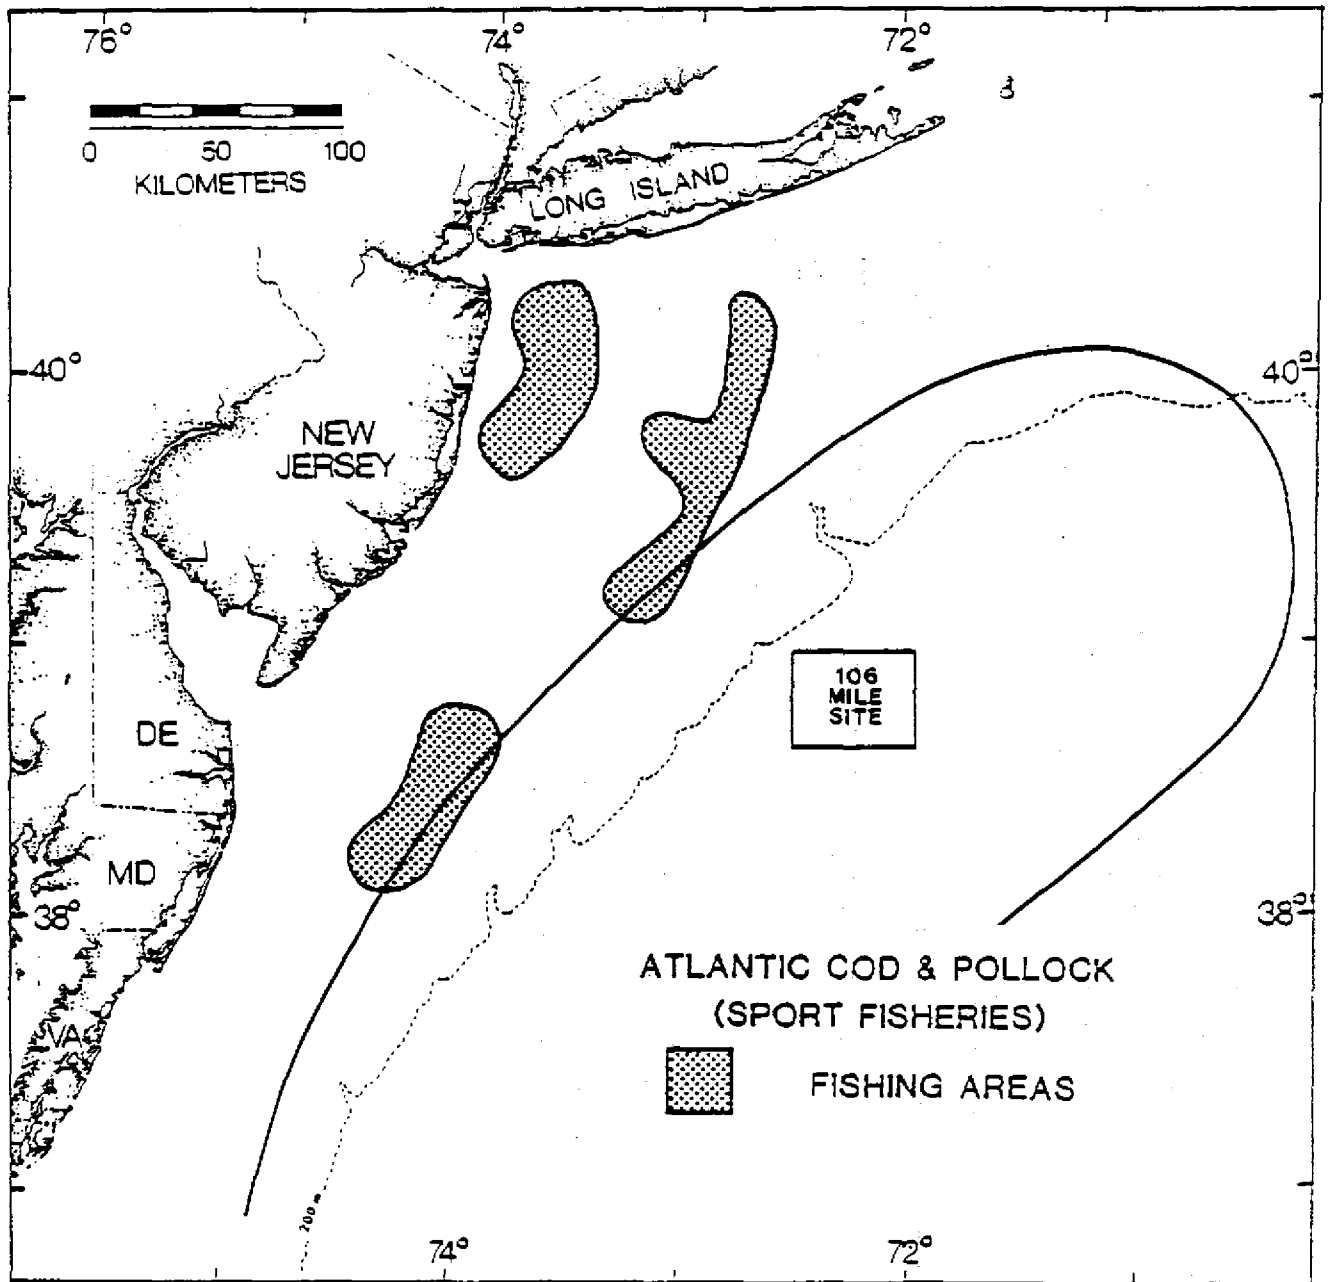 76° 74° 72°
0 50 100
KILOMETERS
LONG ISLAND
40° 40°
NEW
JERSEY
106
MILE
SITE
DE
MD
38° 38°
ATLANTIC COD & POLLOCK
(SPORT FISHERIES)
VA
FISHING AREAS
200 m
74° 72°